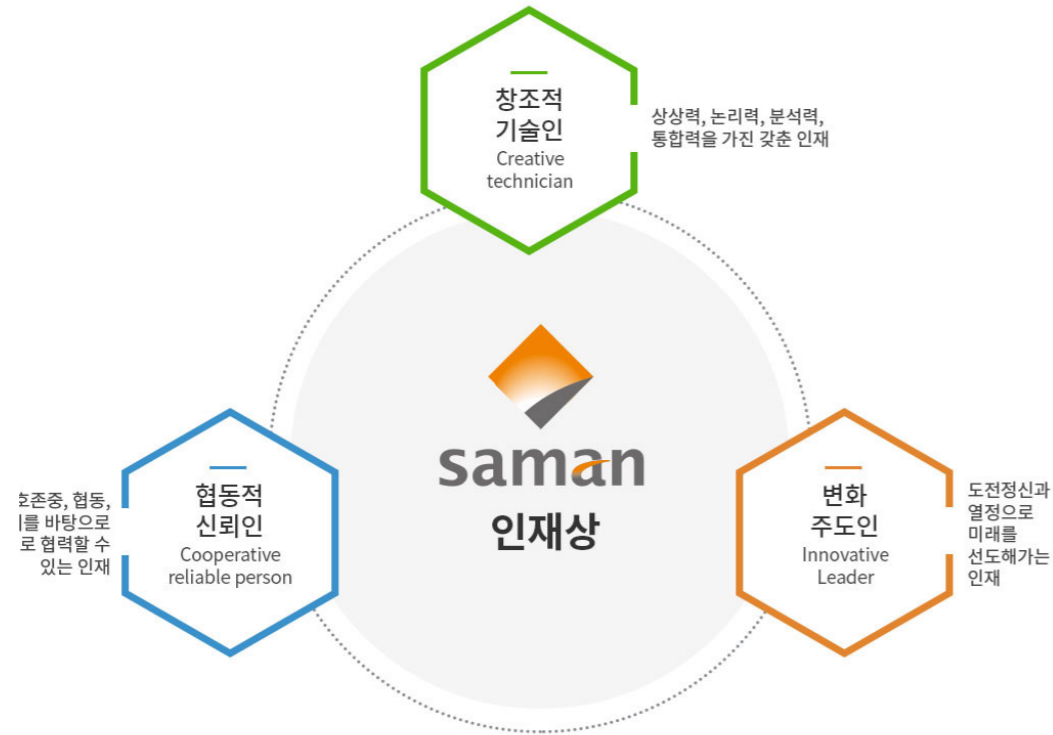 창조적
기술인
Creative
technician
상상력, 논리력, 분석력,
통합력을 가진 갖춘 인재
saman
인재상
협동적
신뢰인
Cooperative
reliable person
협동,
바탕으로
협력할 수
있는 인재
변화
주도인
Innovative
Leader
도전정신과
열정으로
미래를
선도해가는
인재